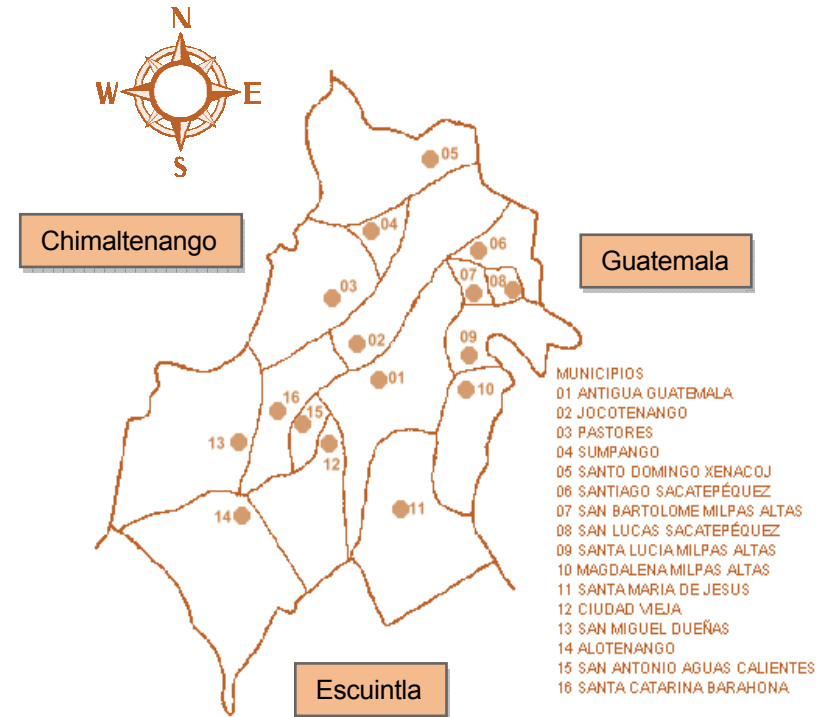 N
W
E
S
05
Chimaltenango
04
06
Guatemala
07
08
03
02
09
MUNICIPIOS
01
10
01 ANTIGUA GUATEMALA
16
02 JOCOTENANGO
15
03 PASTORES
13
12
04 SUMPANGO
05 SANTO DOMINGO XENACOJ
06 SANTIAGO SACATEPÉQUEZ
14
11
07 SAN BARTOLOME MILPAS ALTAS
08 SAN LUCAS SACATEPÉQUEZ
09 SANTA LUCIA MILPAS ALTAS
10 MAGDALENA MILPAS ALTAS
11 SANTA MARIA DE JESUS
12 CIUDAD VIEJA
13 SAN MIGUEL DUEÑAS
14 ALOTENANGO
15 SAN ANTONIO AGUAS CALIENTES
16 SANTA CATARINA BARAHONA
Escuintla